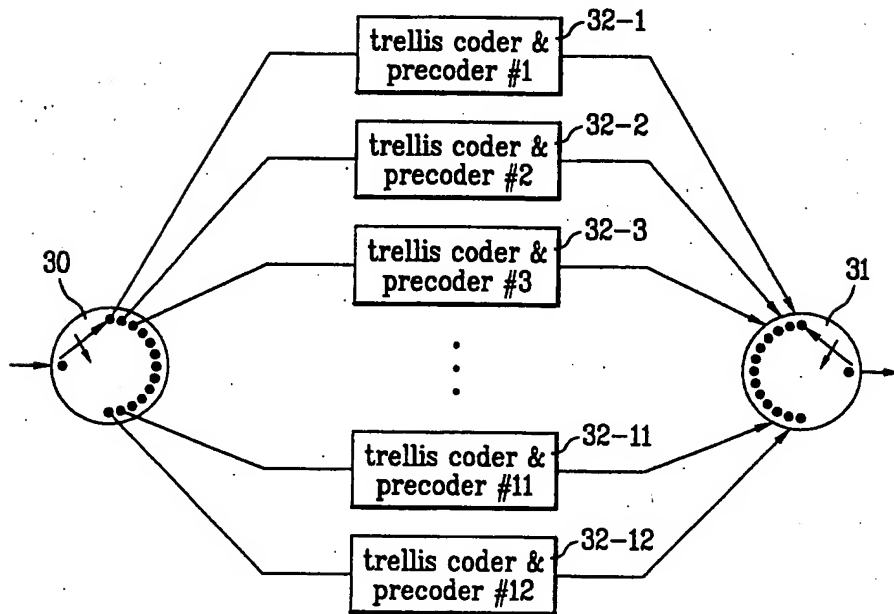 32-1
trellis coder &
precoder #1
32-2
trellis coder &
precoder #2
32-3
trellis coder &
precoder #3
30
31
32-11
trellis coder &
precoder #11
32-12
trellis coder &
precoder #12